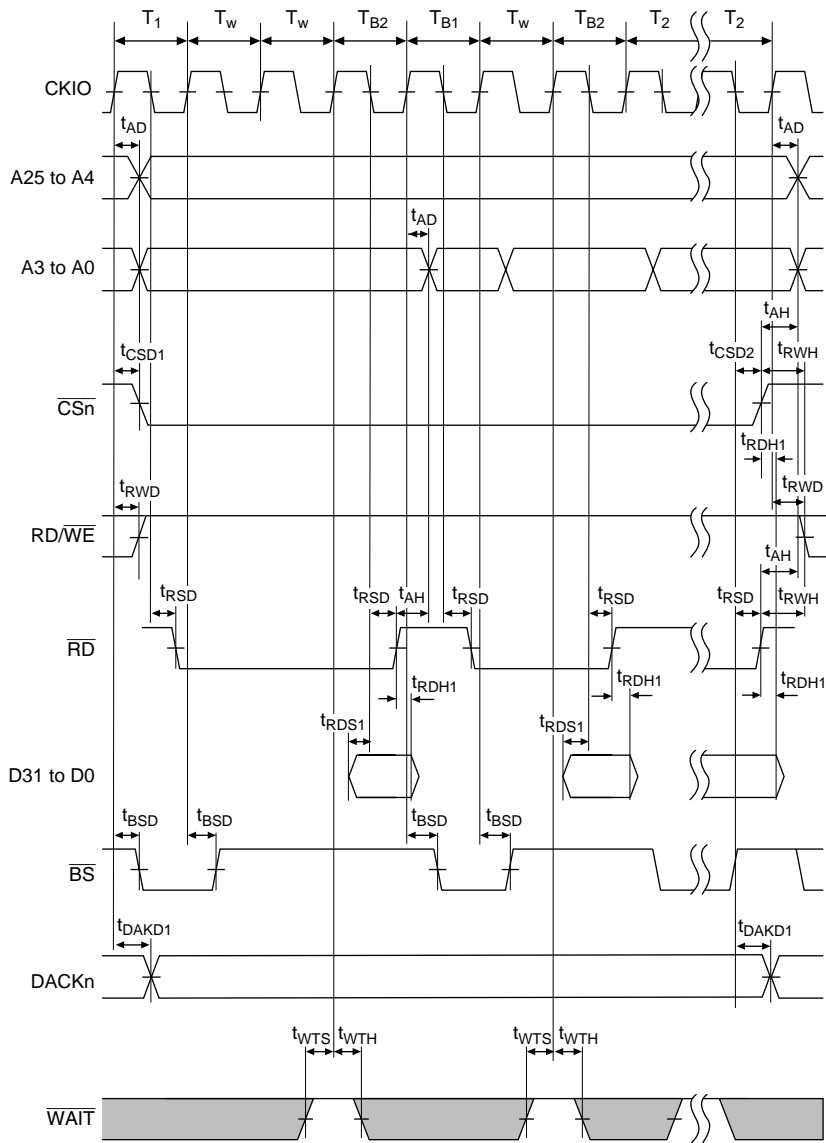 T1 Tw Tw TB2 TB1 Tw TB2 T2 T2
CKIO
tAD tAD
A25 to A4
tAD
A3 to A0
tAH
tCSD1 tCSD2 tRWH
CSn
tRDH1
tRWD tRWD
RD/WE
tAH
tRSD tRSD tAH tRSD tRSD tRSD tRWH
RD
tRDH1 tRDH1 tRDH1
tRDS1 tRDS1
D31 to D0
tBSD tBSD tBSD tBSD
BS
tDAKD1 tDAKD1
DACKn
tWTS tWTH tWTS tWTH
WAIT